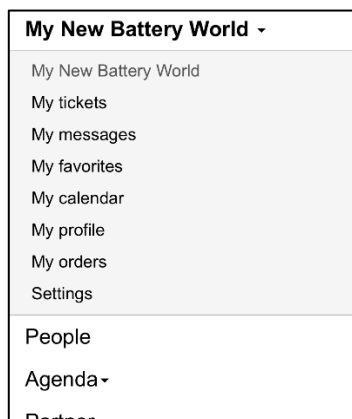 My New Battery World
My New Battery World
My tickets
My messages
My favorites
My calendar
My profile
My orders
Settings
People
Agenda
Partner